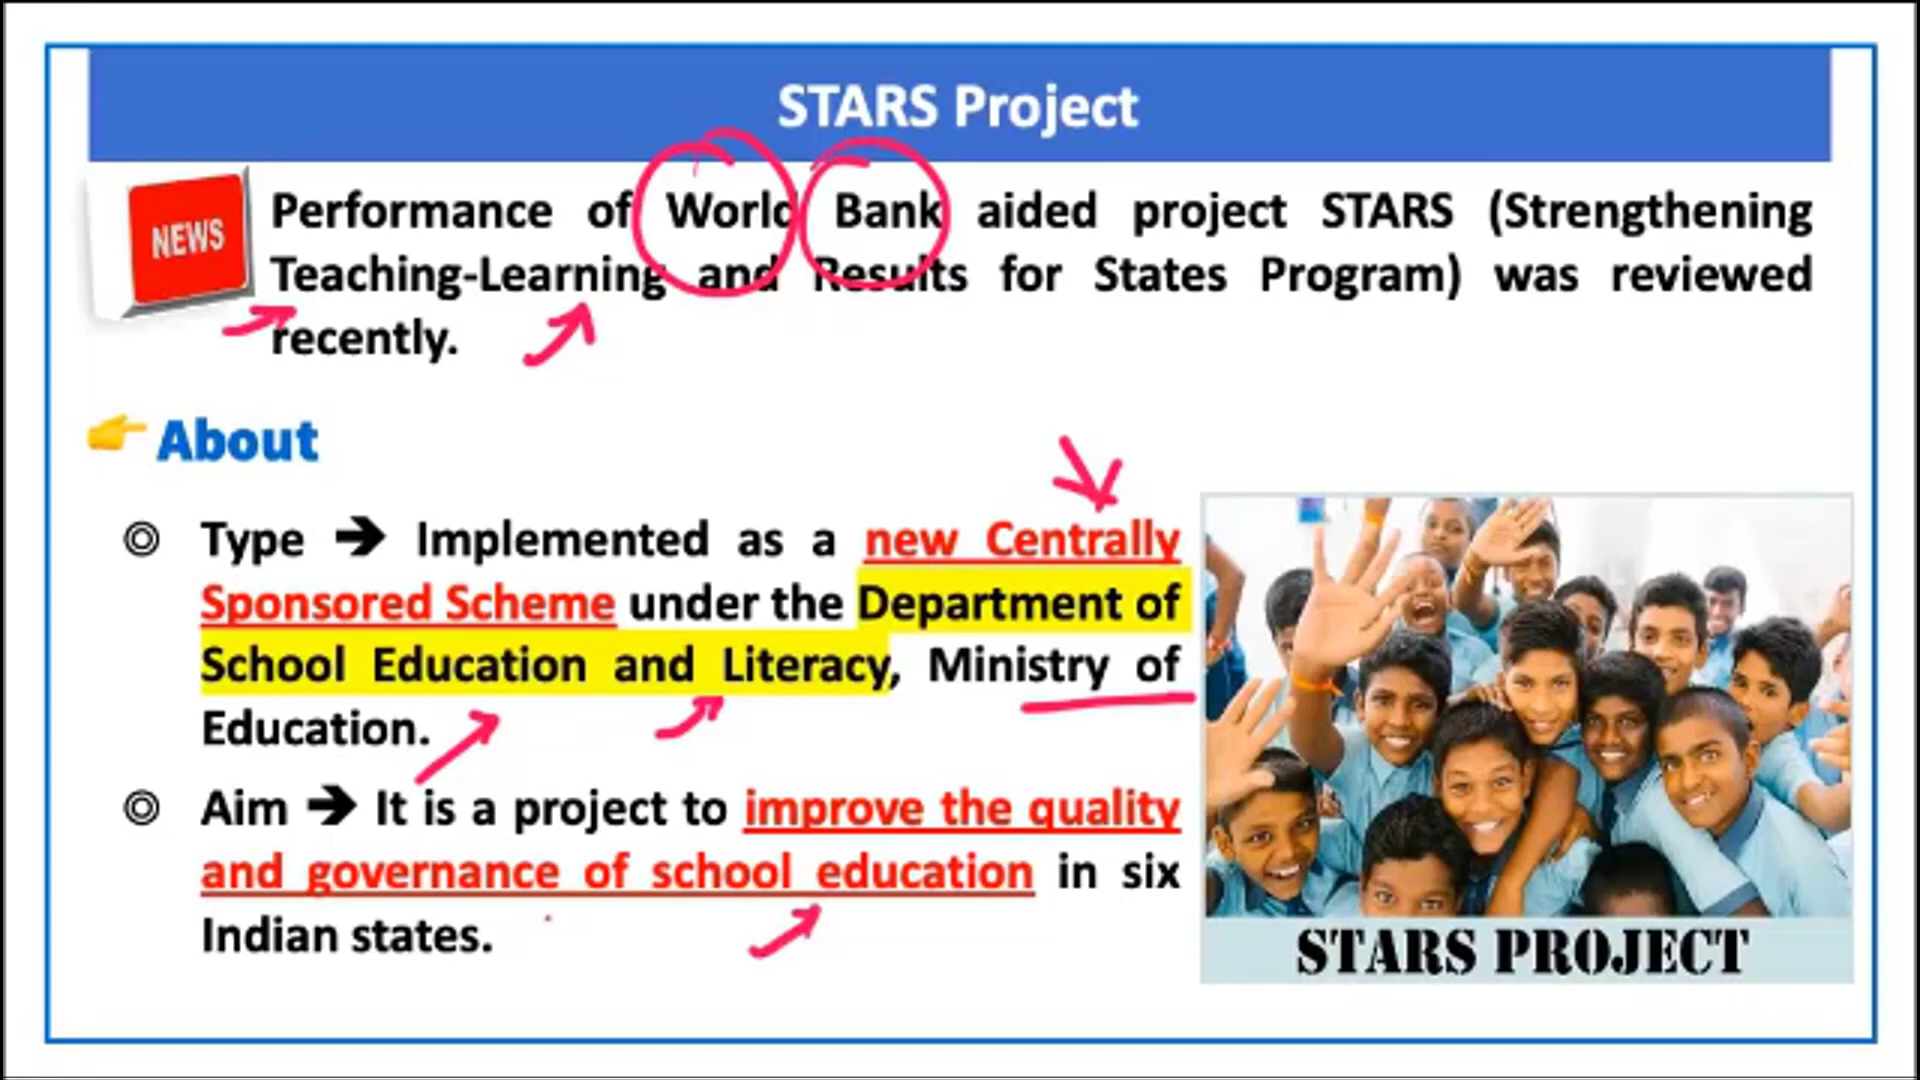 STARS Project
NEWS
Performance of World Bank aided project STARS (Strengthening
Teaching-Learning and Results for States Program) was reviewed
recently.
About
Type ➔ Implemented as a new Centrally
Sponsored Scheme under the Department of
School Education and Literacy, Ministry of
Education.
Aim ➔ It is a project to improve the quality
and governance of school education in six
Indian states.
STARS PROJECT